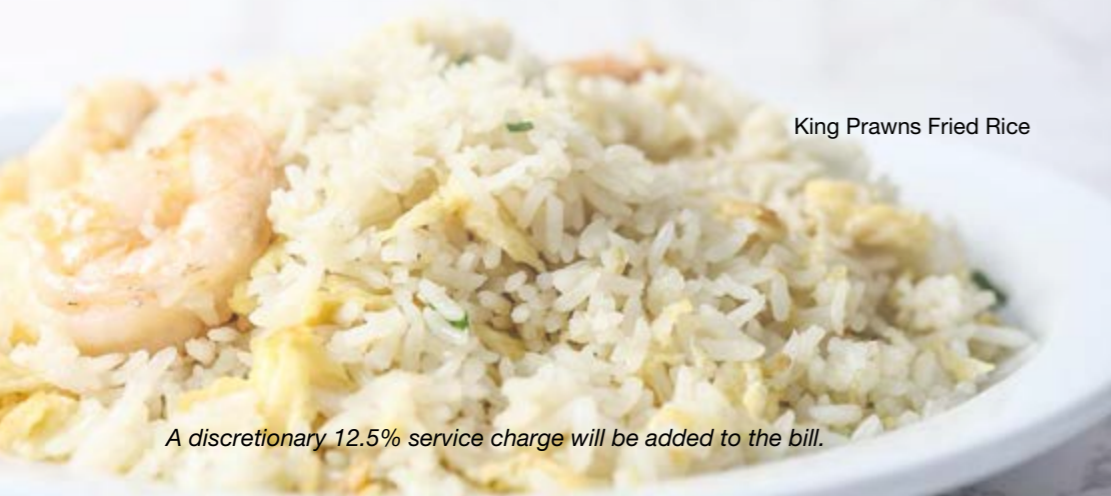 King Prawns Fried Rice
A discretionary 12.5% service charge will be added to the bill.